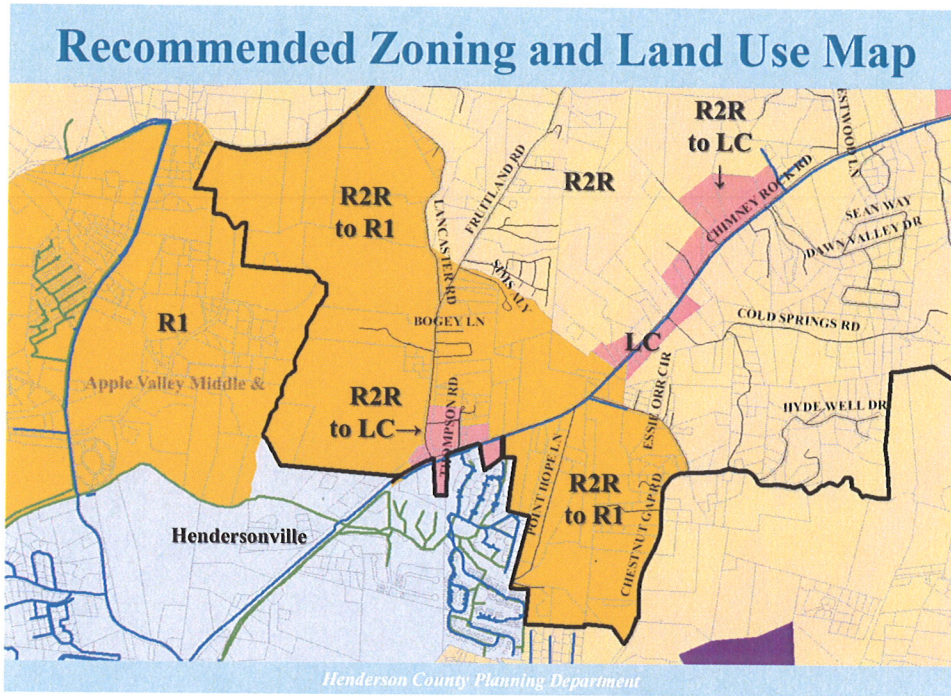 Recommended Zoning and Land Use Map
R2R
to LC
↓
R2R
to R1
R2R
FRUITLAND RD
LANCASTER RD
CHIMNEY ROCK RD
SEAN WAY
DAWN VALLEY DR
SIMS ALY
BOGEY LN
COLD SPRINGS RD
R1
LC
Apple Valley Middle &
R2R
to LC→
THOMPSON RD
ESSIE ORR CIR
HYDE WELL DR
POINT HOPE LN
R2R
to R1
CHESTNUT GAP RD
Hendersonville
Henderson County Planning Department